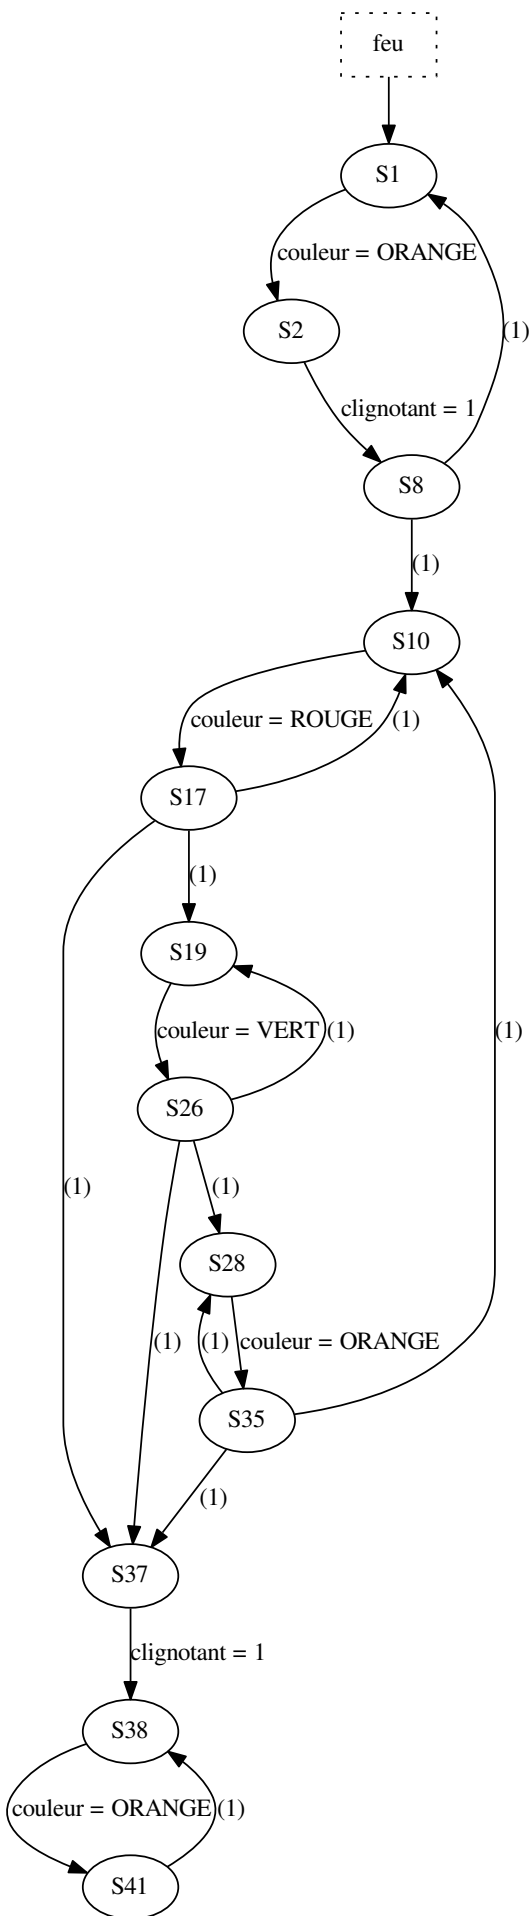 feu
S1
couleur = ORANGE
S2
(1)
clignotant = 1
S8
(1)
S10
couleur = ROUGE
(1)
S17
(1)
S19
couleur = VERT
(1)
(1)
S26
(1)
(1)
S28
(1)
(1)
couleur = ORANGE
S35
(1)
S37
clignotant = 1
S38
couleur = ORANGE
(1)
S41